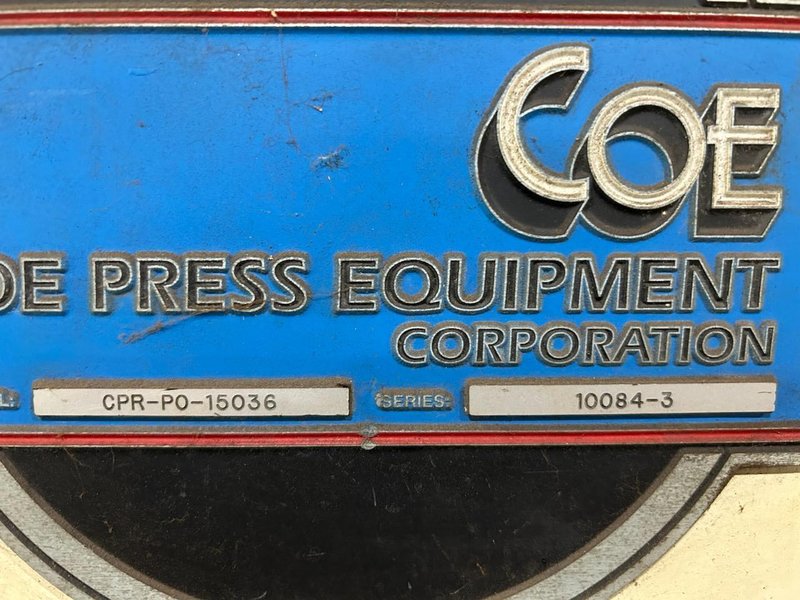 COE
OE PRESS EQUIPMENT
CORPORATION
L: CPR-PO-15036 SERIES: 10084-3